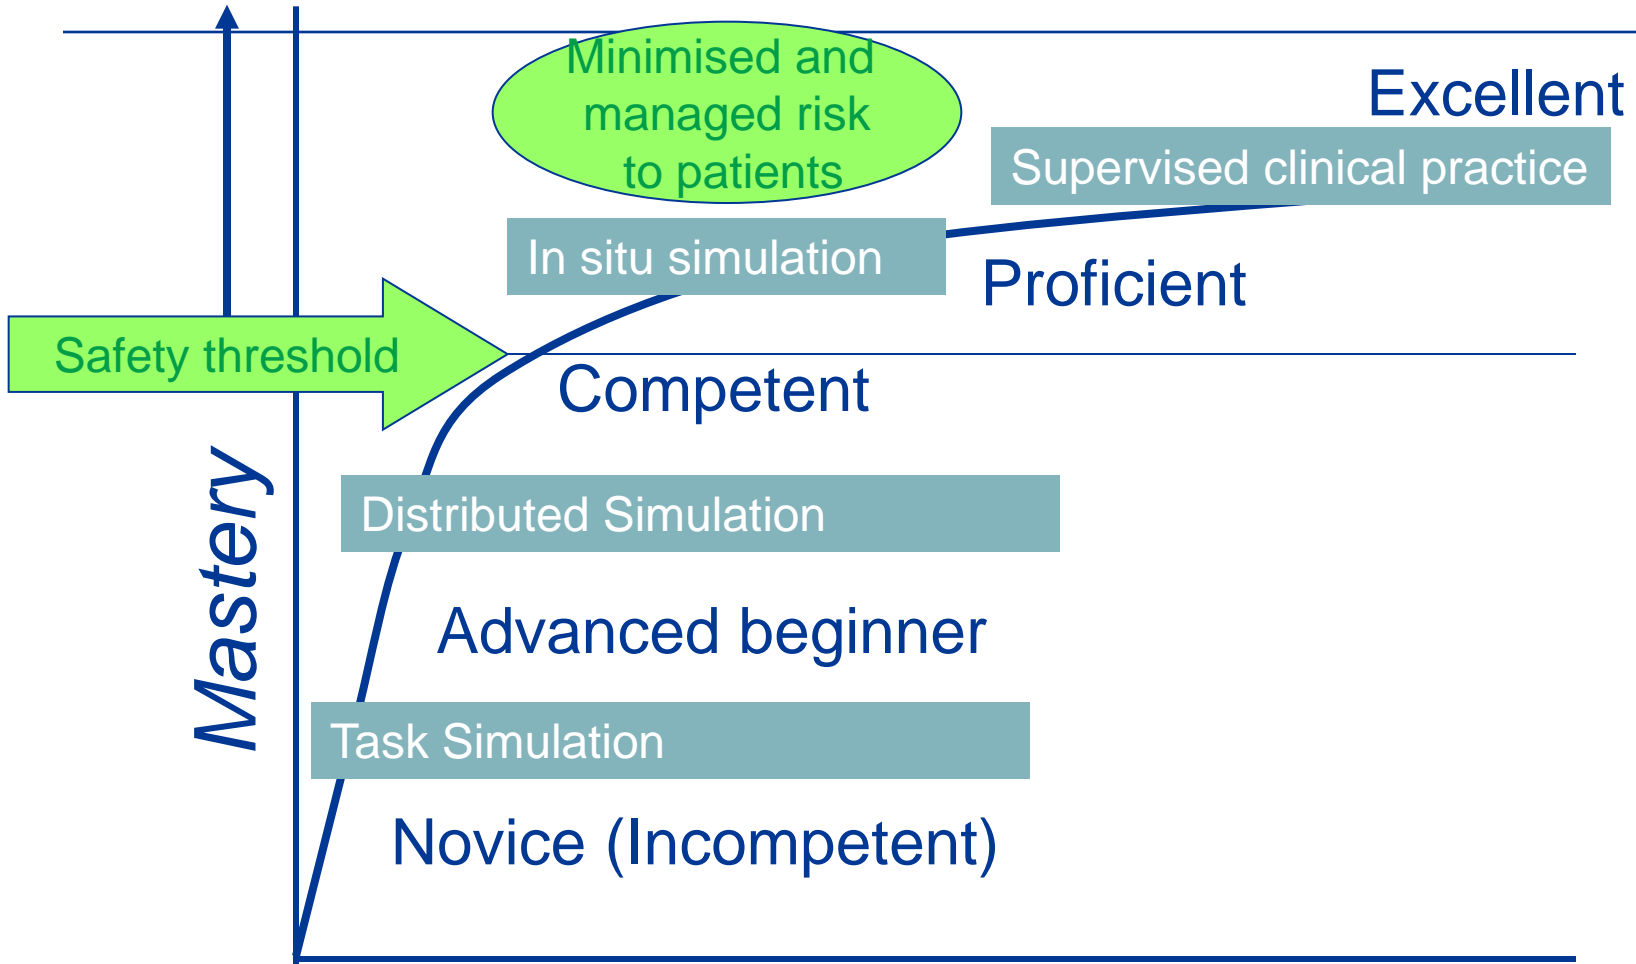 Minimised and
managed risk
to patients
Excellent
Supervised clinical practice
In situ simulation
Proficient
Safety threshold
Competent
Mastery
Distributed Simulation
Advanced beginner
Task Simulation
Novice (Incompetent)